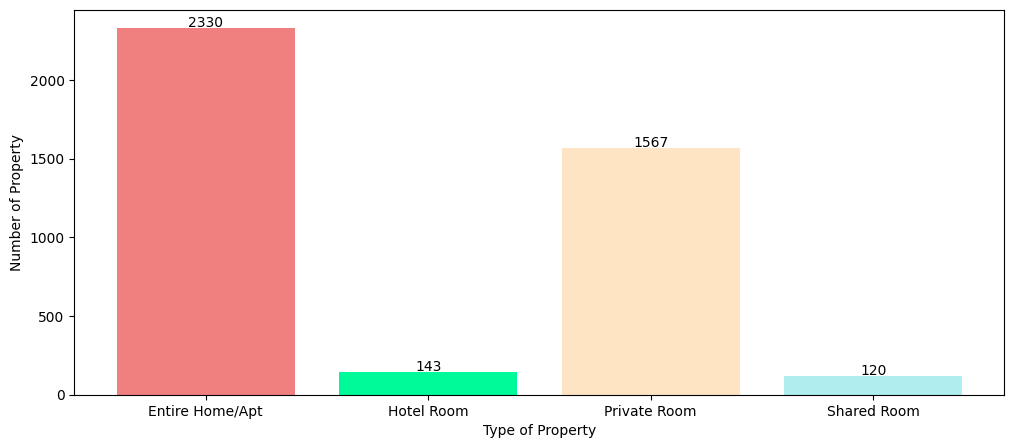 2330
2000
1567
1500
1000
500
143
120
0
Number of Property
Entire Home/Apt
Hotel Room
Private Room
Shared Room
Type of Property